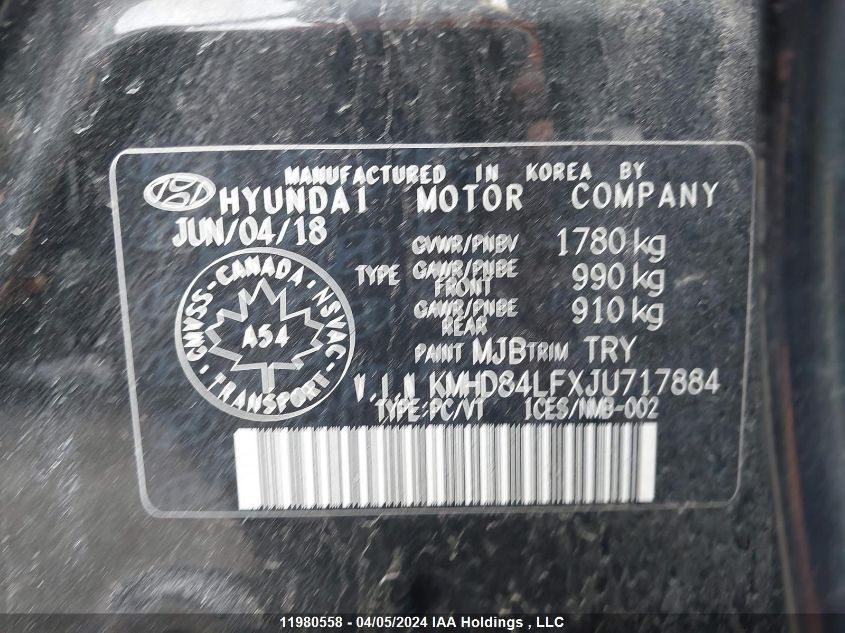 MANUFACTURED IN KOREA BY
HYUNDAI MOTOR COMPANY
JUN/04/18
GVWR/PNBV 1780 kg
TYPE GAWR/PNBE FRONT 990 kg
GAWR/PNBE REAR 910 kg
CMVSS-CANADA-NSVAC-TRANSPORT-
A54
PAINT MJB TRIM TRY
V.I.N KMHD84LFXJU717884
TYPE:PC/VT ICES/NMB-002
11980558 - 04/05/2024 IAA Holdings , LLC